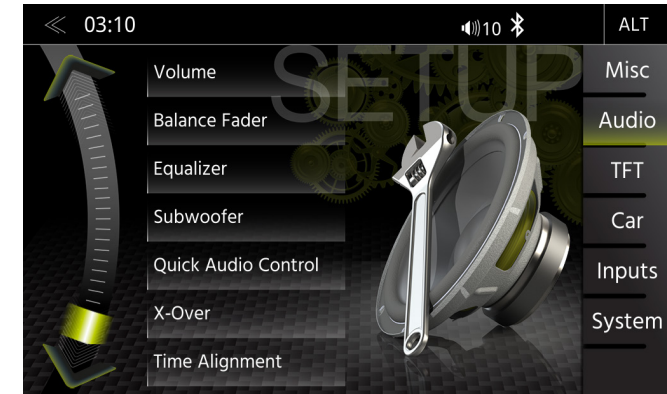 03:10
10
ALT
SETUP
Volume
Balance Fader
Equalizer
Subwoofer
Quick Audio Control
X-Over
Time Alignment
Misc
Audio
TFT
Car
Inputs
System